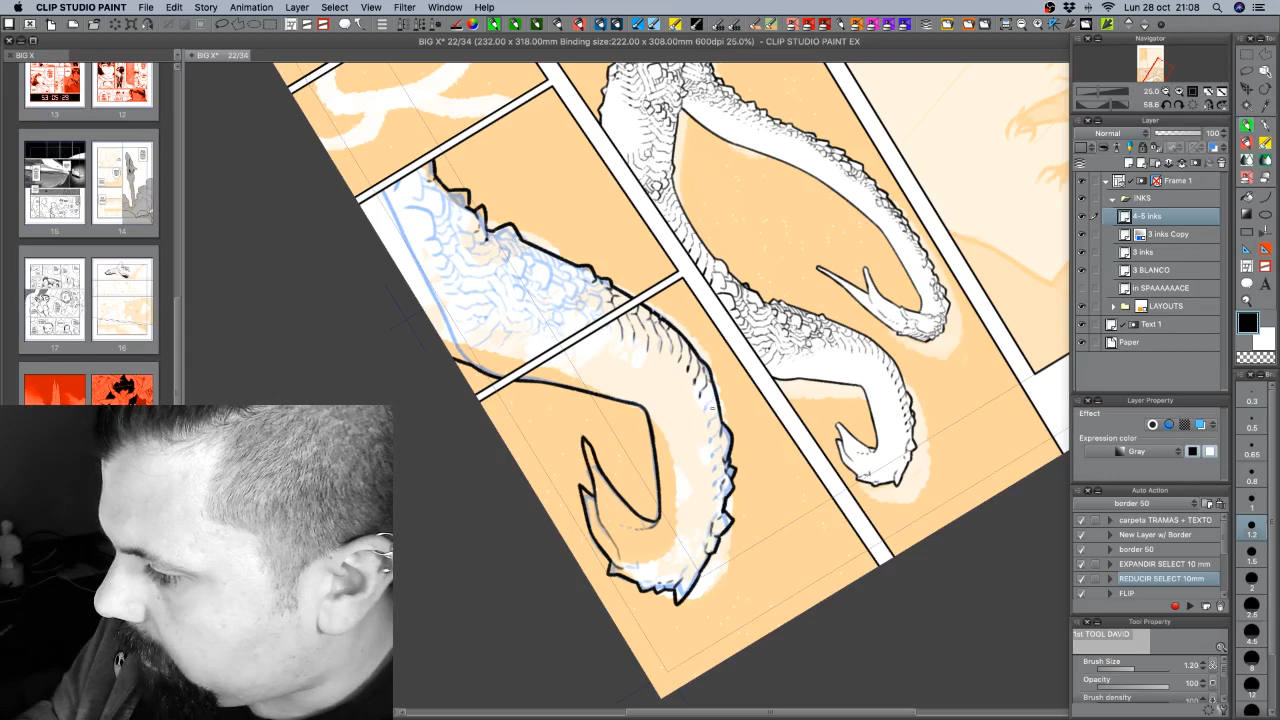 CLIP STUDIO PAINT File Edit Story Animation Layer Select View Filter Window Help Lun 28 oct 21:08
BIG X* 22/34 (232.00 x 318.00mm Binding size:222.00 x 308.00mm 600dpi 25.0%) - CLIP STUDIO PAINT EX
BIG X
BIG X* 22/34
13 12
15 14
17 16
Navigator
25.0
58.6
Layer
Normal 100
Frame 1
INKS
4-5 inks
3 inks Copy
3 inks
3 BLANCO
in SPAAAAAACE
LAYOUTS
Text 1
Paper
Layer Property
Effect
Expression color
Gray
Auto Action
border 50
carpeta TRAMAS + TEXTO
New Layer w/ Border
border 50
EXPANDIR SELECT 10 mm
REDUCIR SELECT 10mm
FLIP
Tool Property
1st TOOL DAVID
Brush Size 1.20
Opacity 100
Brush density 100
0.3
0.5
0.65
0.8
1
1.2
1.5
2
2.5
4.5
8
12